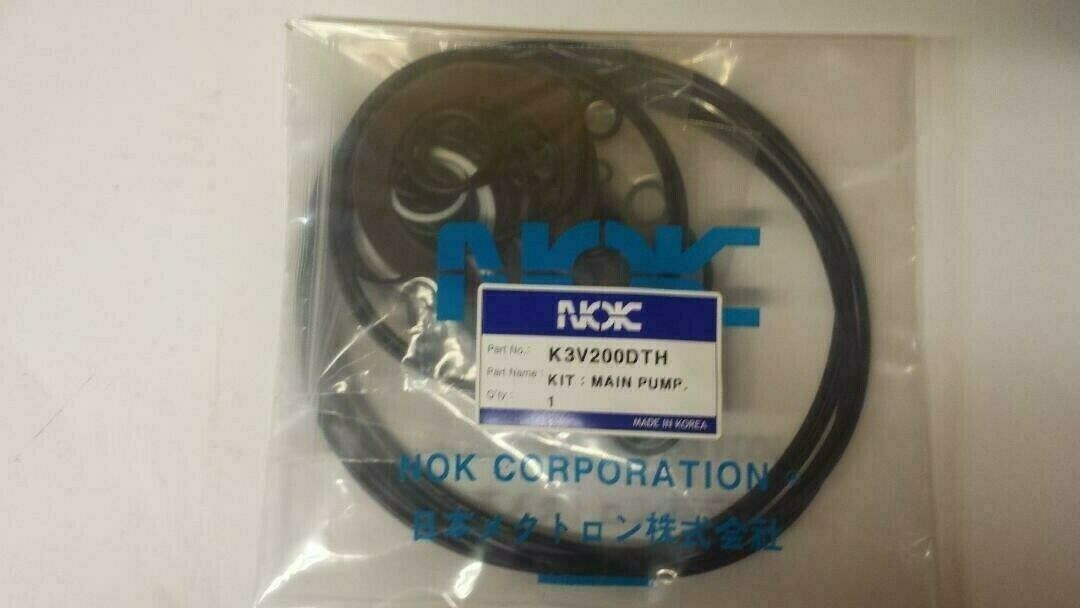 NOK
NOK
Part No.: K3V200DTH
Part Name : KIT : MAIN PUMP.
Q'ty : 1
MADE IN KOREA
NOK CORPORATION
日本メクトロン株式会社